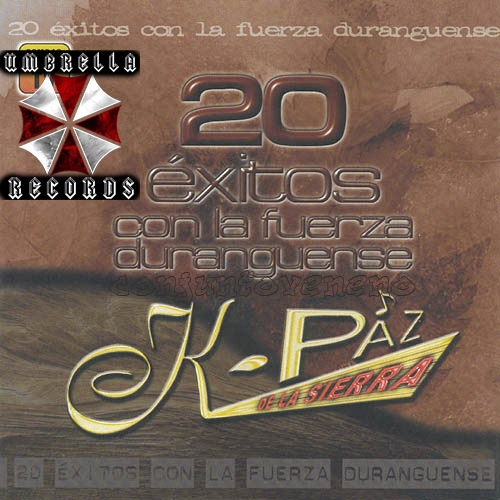 20 éxitos con la fuerza duranguense
UMBRELLA
RECORDS
20
éxitos
con la fuerza
duranguense
conjuntoveneno
K-PAZ
DE LA SIERRA
20 ÉXITOS CON LA FUERZA DURANGUENSE